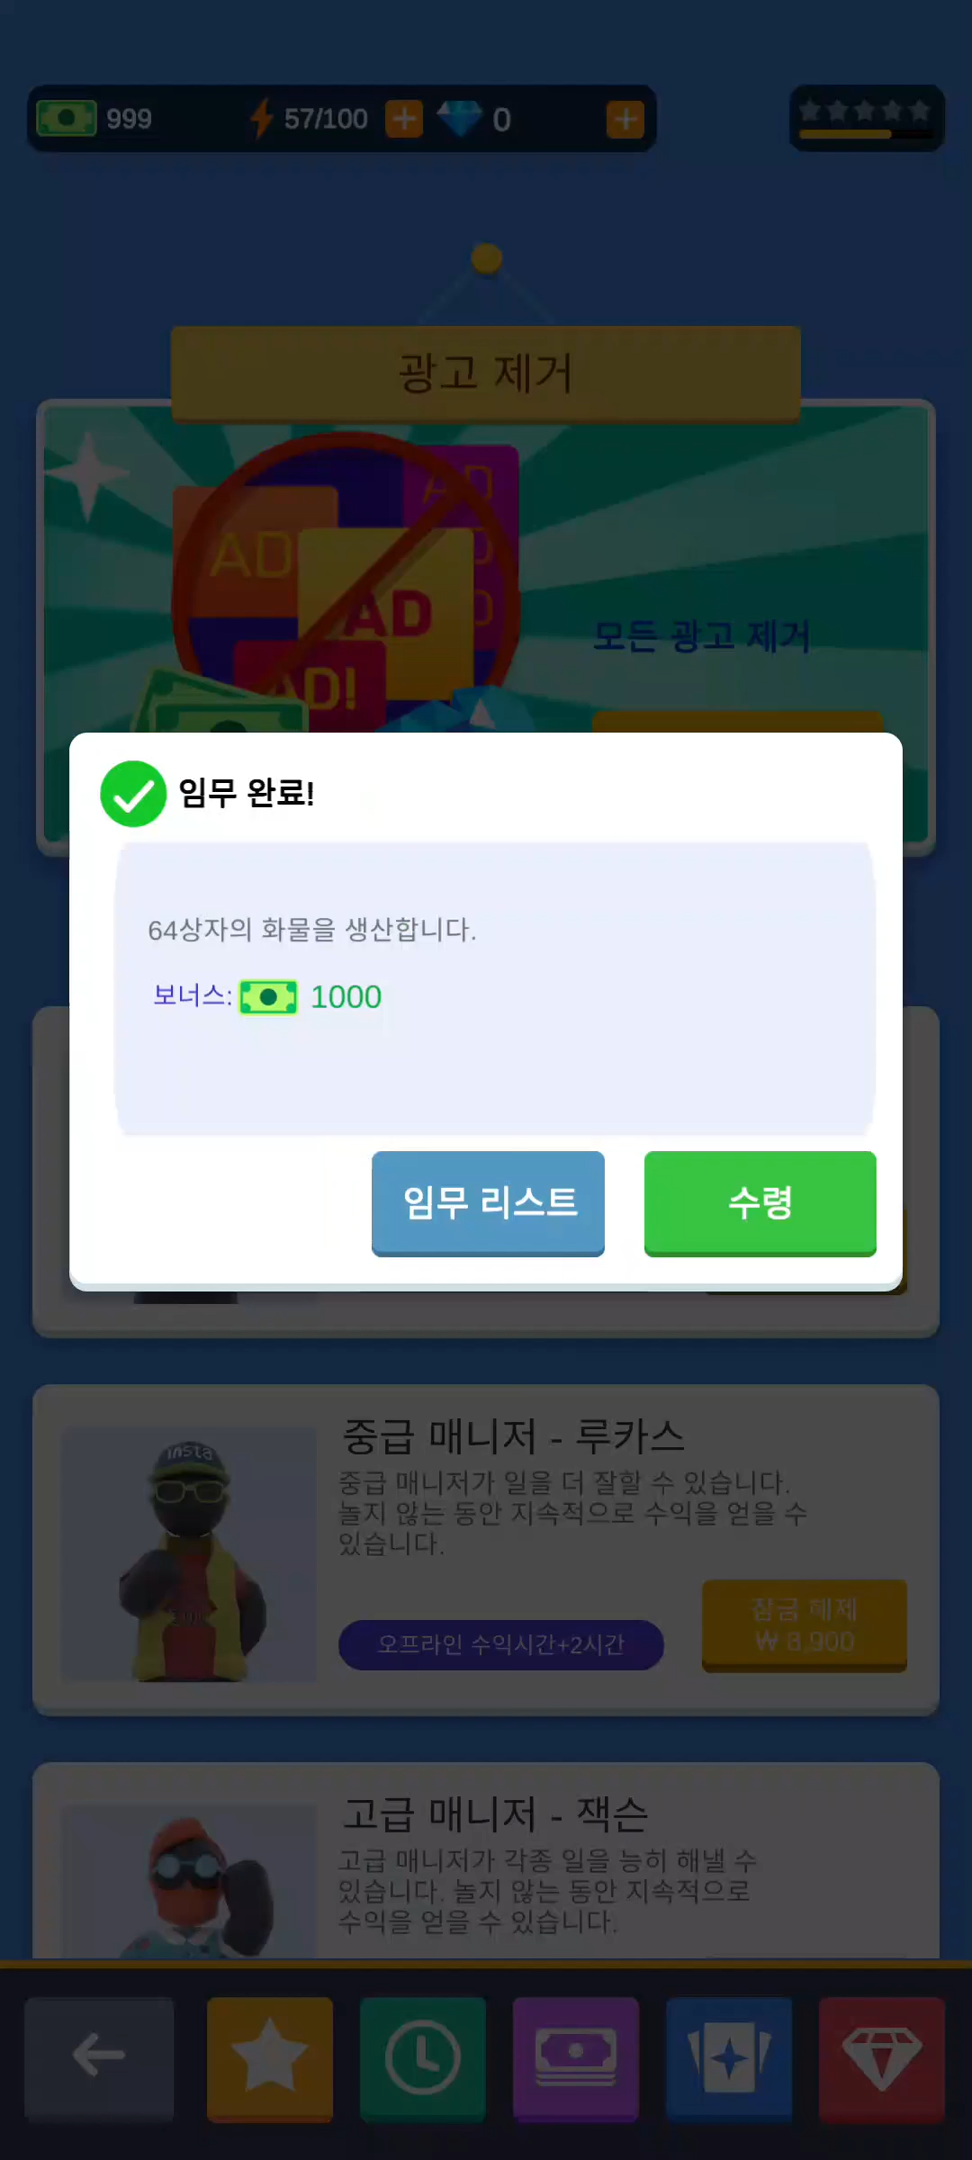 999
57/100
0
광고 제거
AD
AD
AD
AD!
모든 광고 제거
임무 완료!
64상자의 화물을 생산합니다.
보너스: 1000
임무 리스트
수령
중급 매니저 - 루카스
중급 매니저가 일을 더 잘할 수 있습니다.
놀지 않는 동안 지속적으로 수익을 얻을 수
있습니다.
insta
오프라인 수익시간+2시간
잠금 해제
₩ 8,900
고급 매니저 - 잭슨
고급 매니저가 각종 일을 능히 해낼 수
있습니다. 놀지 않는 동안 지속적으로
수익을 얻을 수 있습니다.